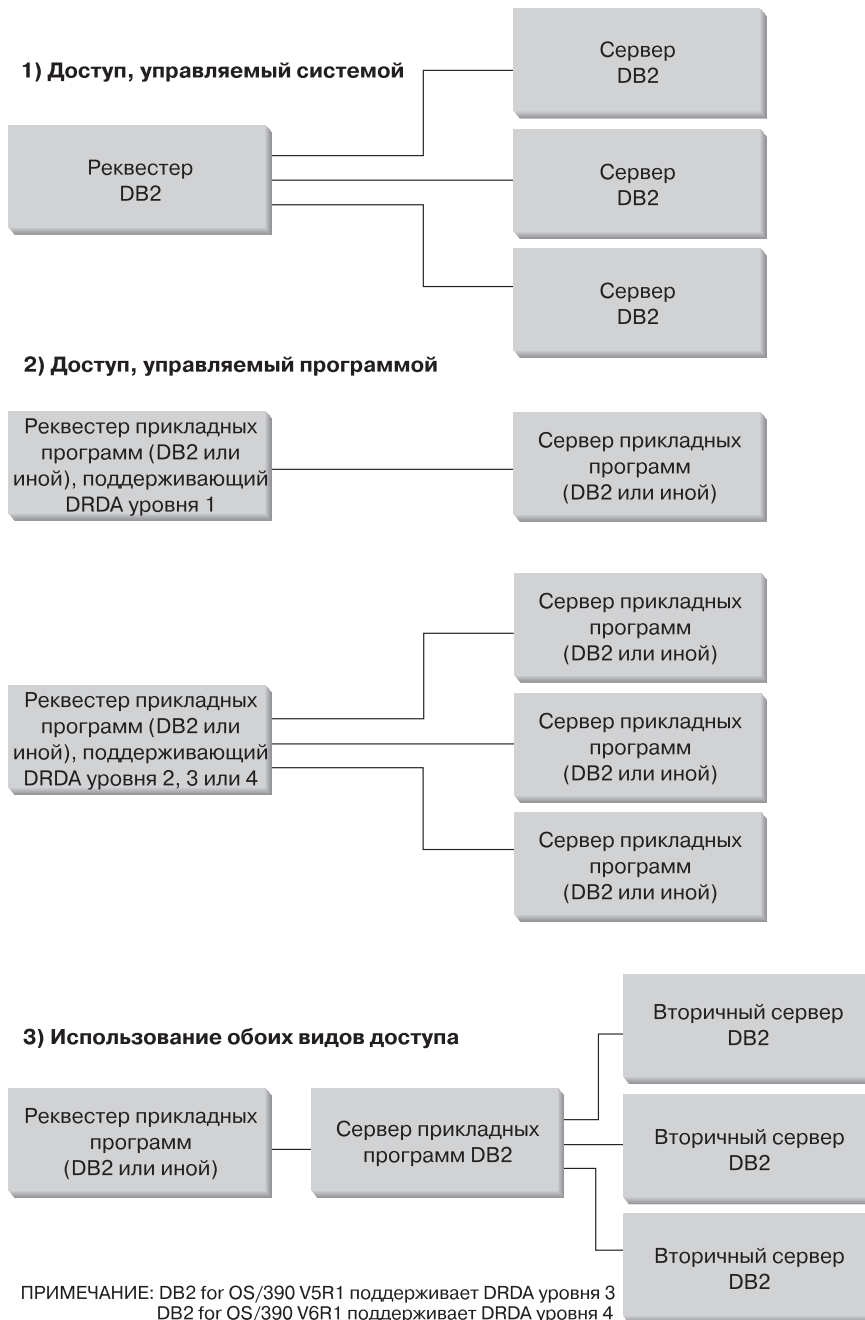 1) Доступ, управляемый системой
Реквестер
DB2
Сервер
DB2
Сервер
DB2
Сервер
DB2
2) Доступ, управляемый программой
Реквестер прикладных
программ (DB2 или
иной), поддерживающий
DRDA уровня 1
Сервер прикладных
программ
(DB2 или иной)
Реквестер прикладных
программ (DB2 или
иной), поддерживающий
DRDA уровня 2, 3 или 4
Сервер прикладных
программ
(DB2 или иной)
Сервер прикладных
программ
(DB2 или иной)
Сервер прикладных
программ
(DB2 или иной)
3) Использование обоих видов доступа
Реквестер прикладных
программ
(DB2 или иной)
Сервер прикладных
программ DB2
Вторичный сервер
DB2
Вторичный сервер
DB2
Вторичный сервер
DB2
ПРИМЕЧАНИЕ: DB2 for OS/390 V5R1 поддерживает DRDA уровня 3
DB2 for OS/390 V6R1 поддерживает DRDA уровня 4